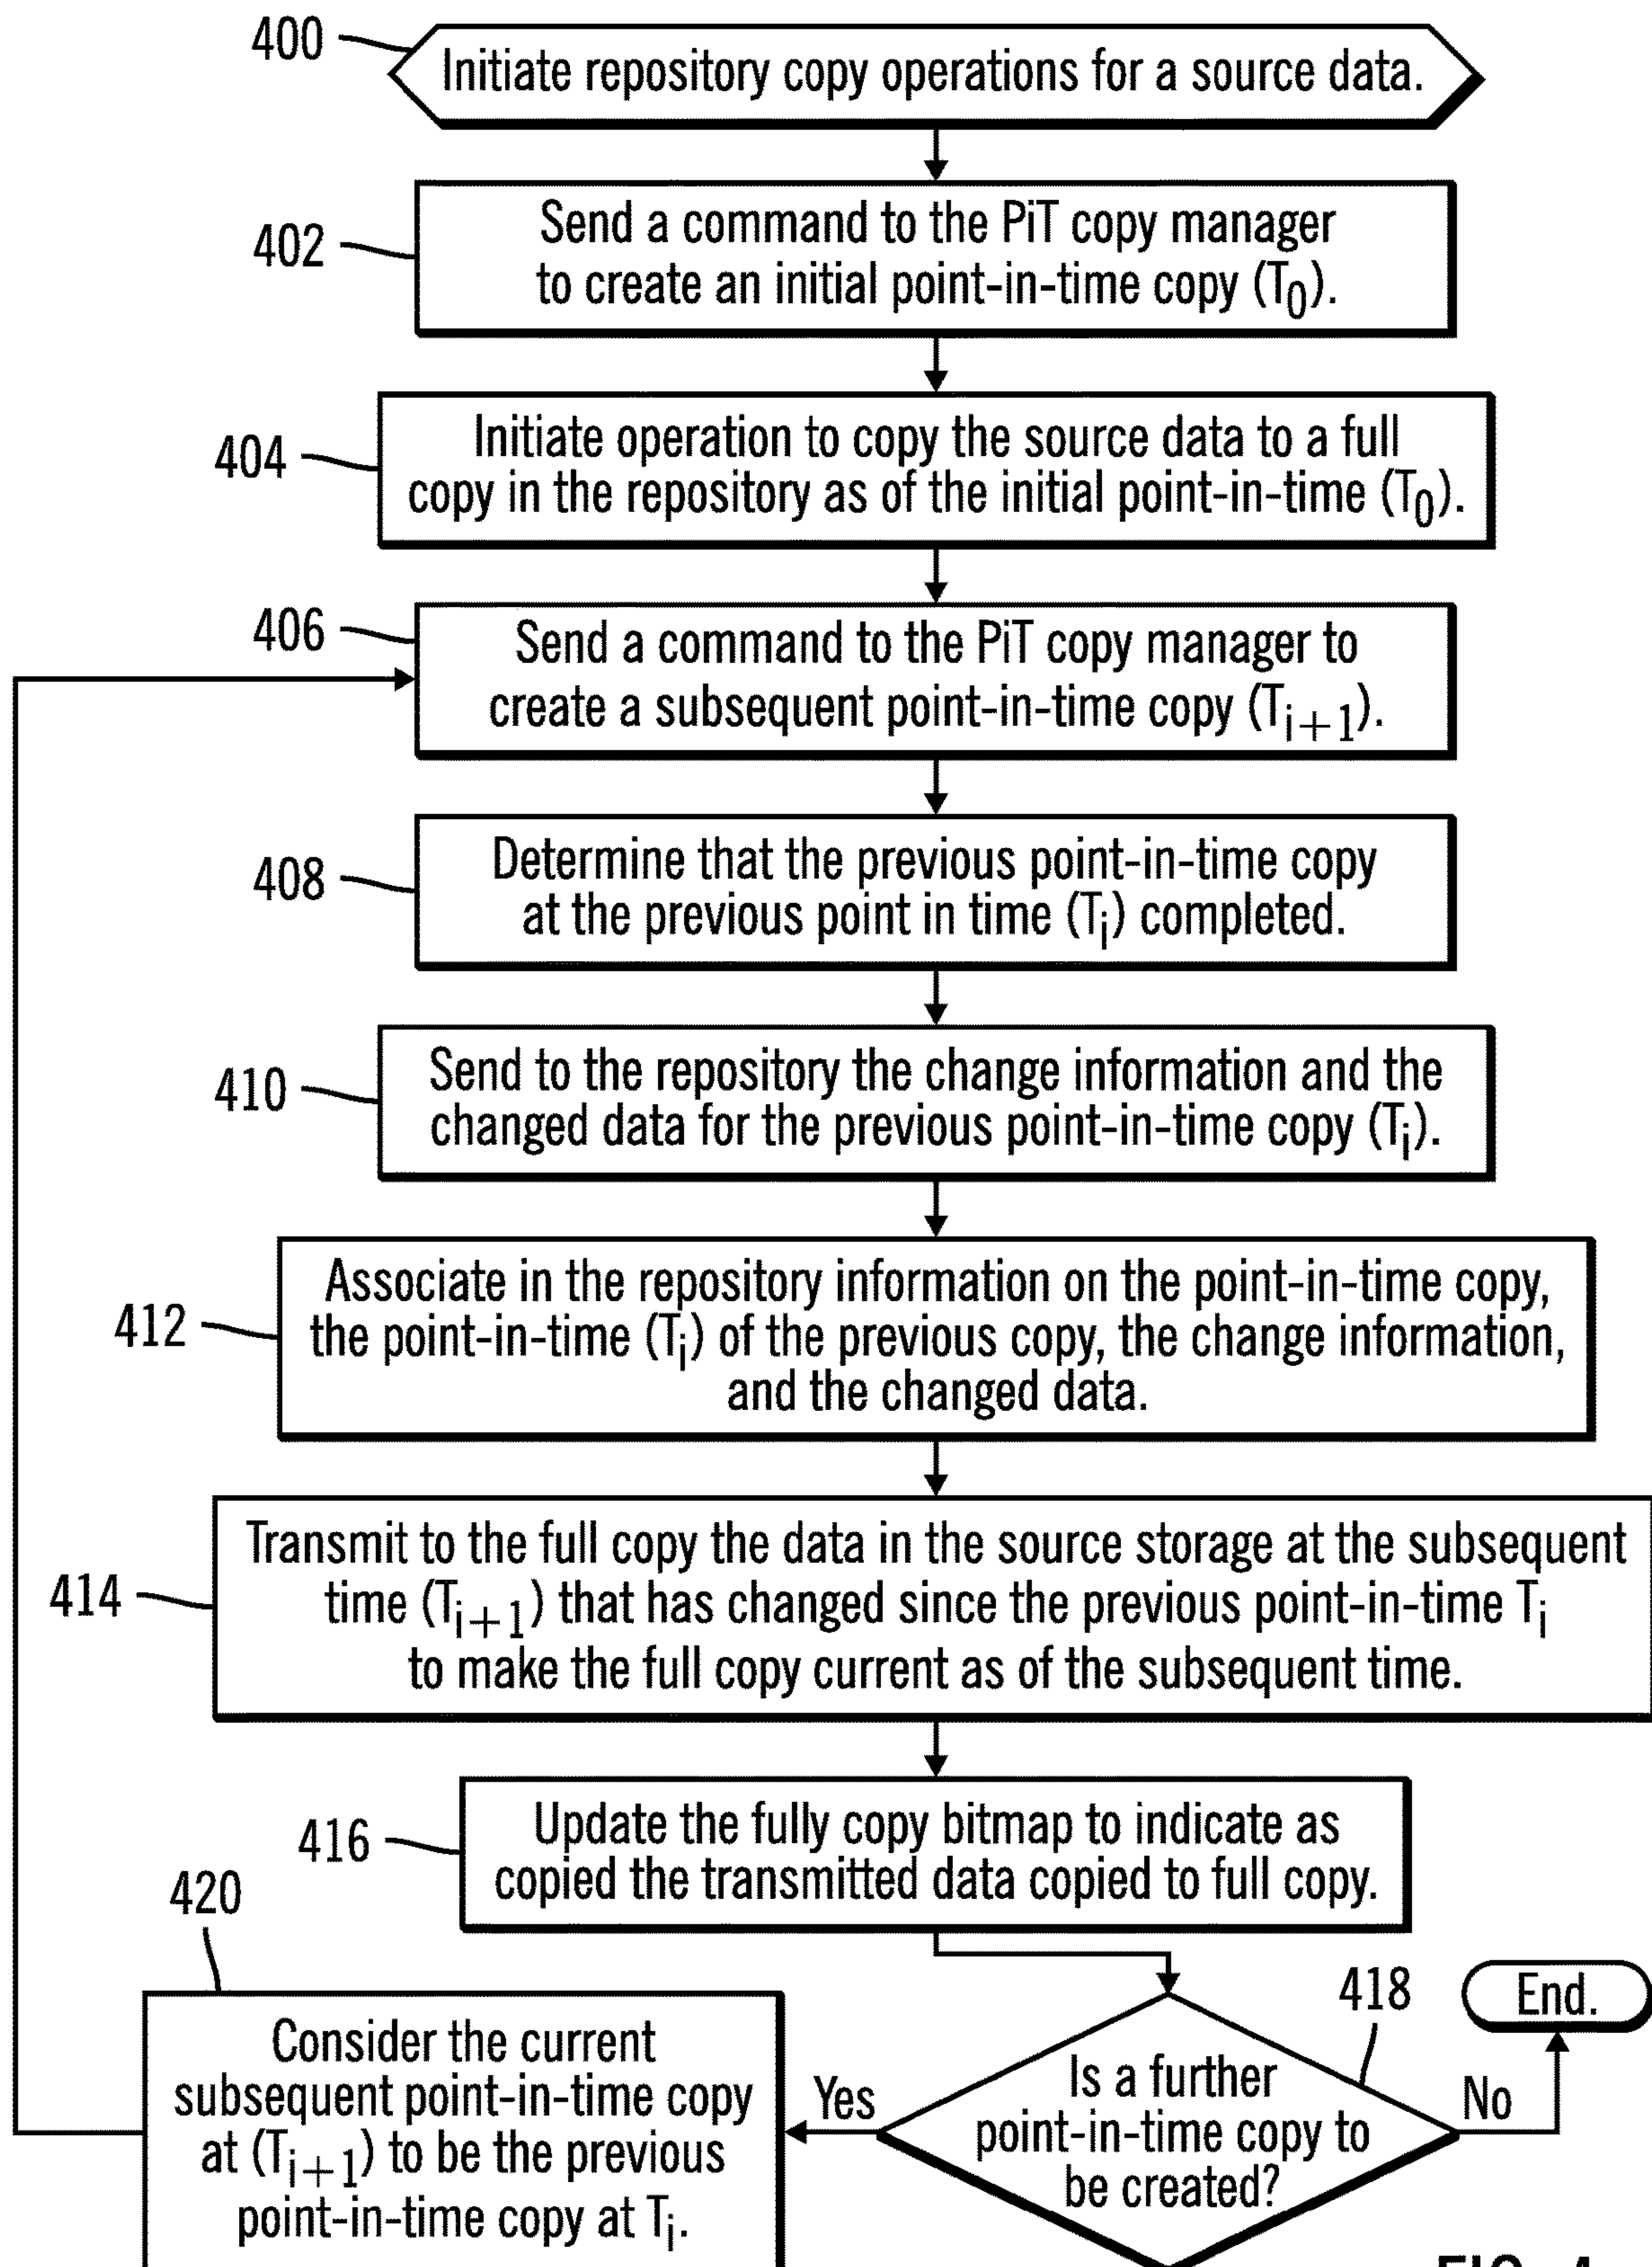 400
Initiate repository copy operations for a source data.
402
Send a command to the PiT copy manager
to create an initial point-in-time copy (T0).
404
Initiate operation to copy the source data to a full
copy in the repository as of the initial point-in-time (T0).
406
Send a command to the PiT copy manager to
create a subsequent point-in-time copy (Ti+1).
408
Determine that the previous point-in-time copy
at the previous point in time (Ti) completed.
410
Send to the repository the change information and the
changed data for the previous point-in-time copy (Ti).
412
Associate in the repository information on the point-in-time copy,
the point-in-time (Ti) of the previous copy, the change information,
and the changed data.
414
Transmit to the full copy the data in the source storage at the subsequent
time (Ti+1) that has changed since the previous point-in-time Ti
to make the full copy current as of the subsequent time.
416
Update the fully copy bitmap to indicate as
copied the transmitted data copied to full copy.
420
Consider the current
subsequent point-in-time copy
at (Ti+1) to be the previous
point-in-time copy at Ti.
Yes
418
Is a further
point-in-time copy to
be created?
No
End.